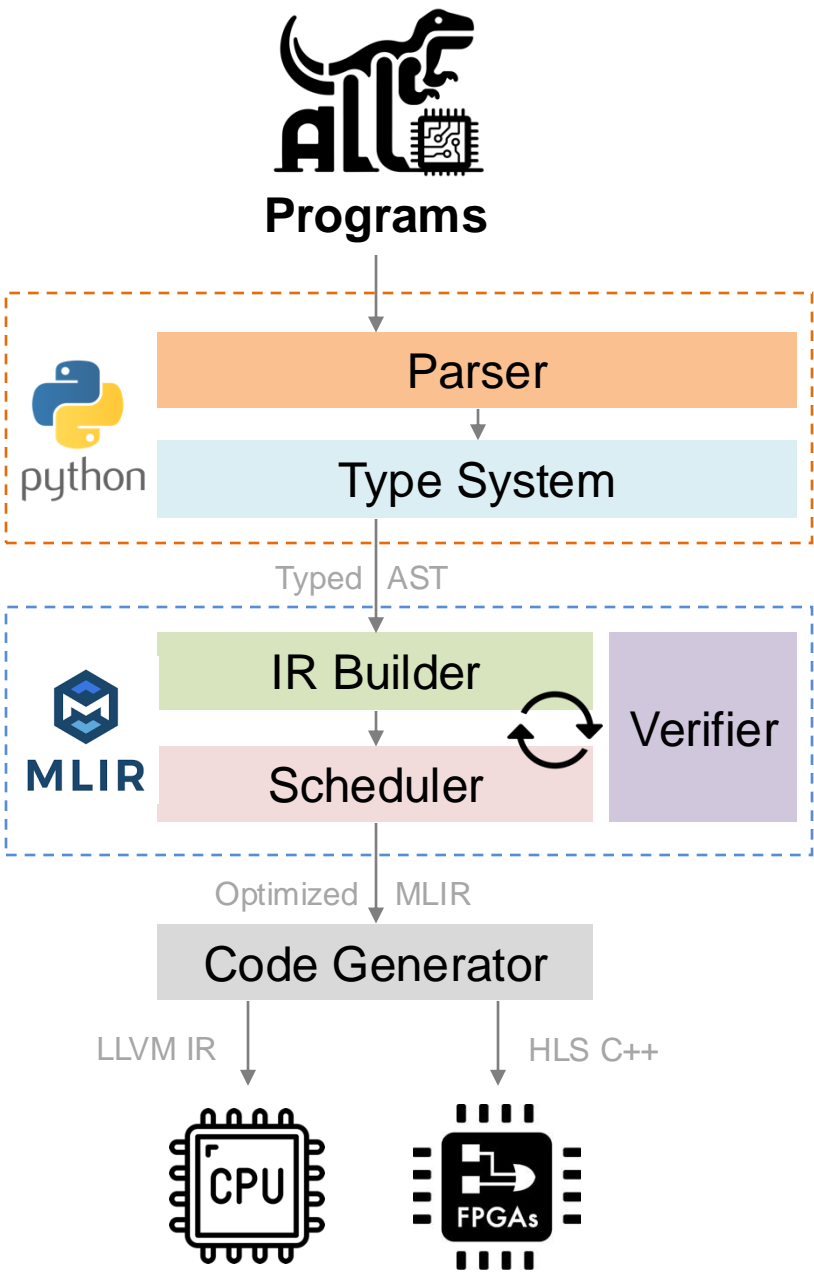 allo
Programs
Parser
python
Type System
Typed AST
IR Builder
Verifier
MLIR
Scheduler
Optimized MLIR
Code Generator
LLVM IR
HLS C++
CPU
FPGAs